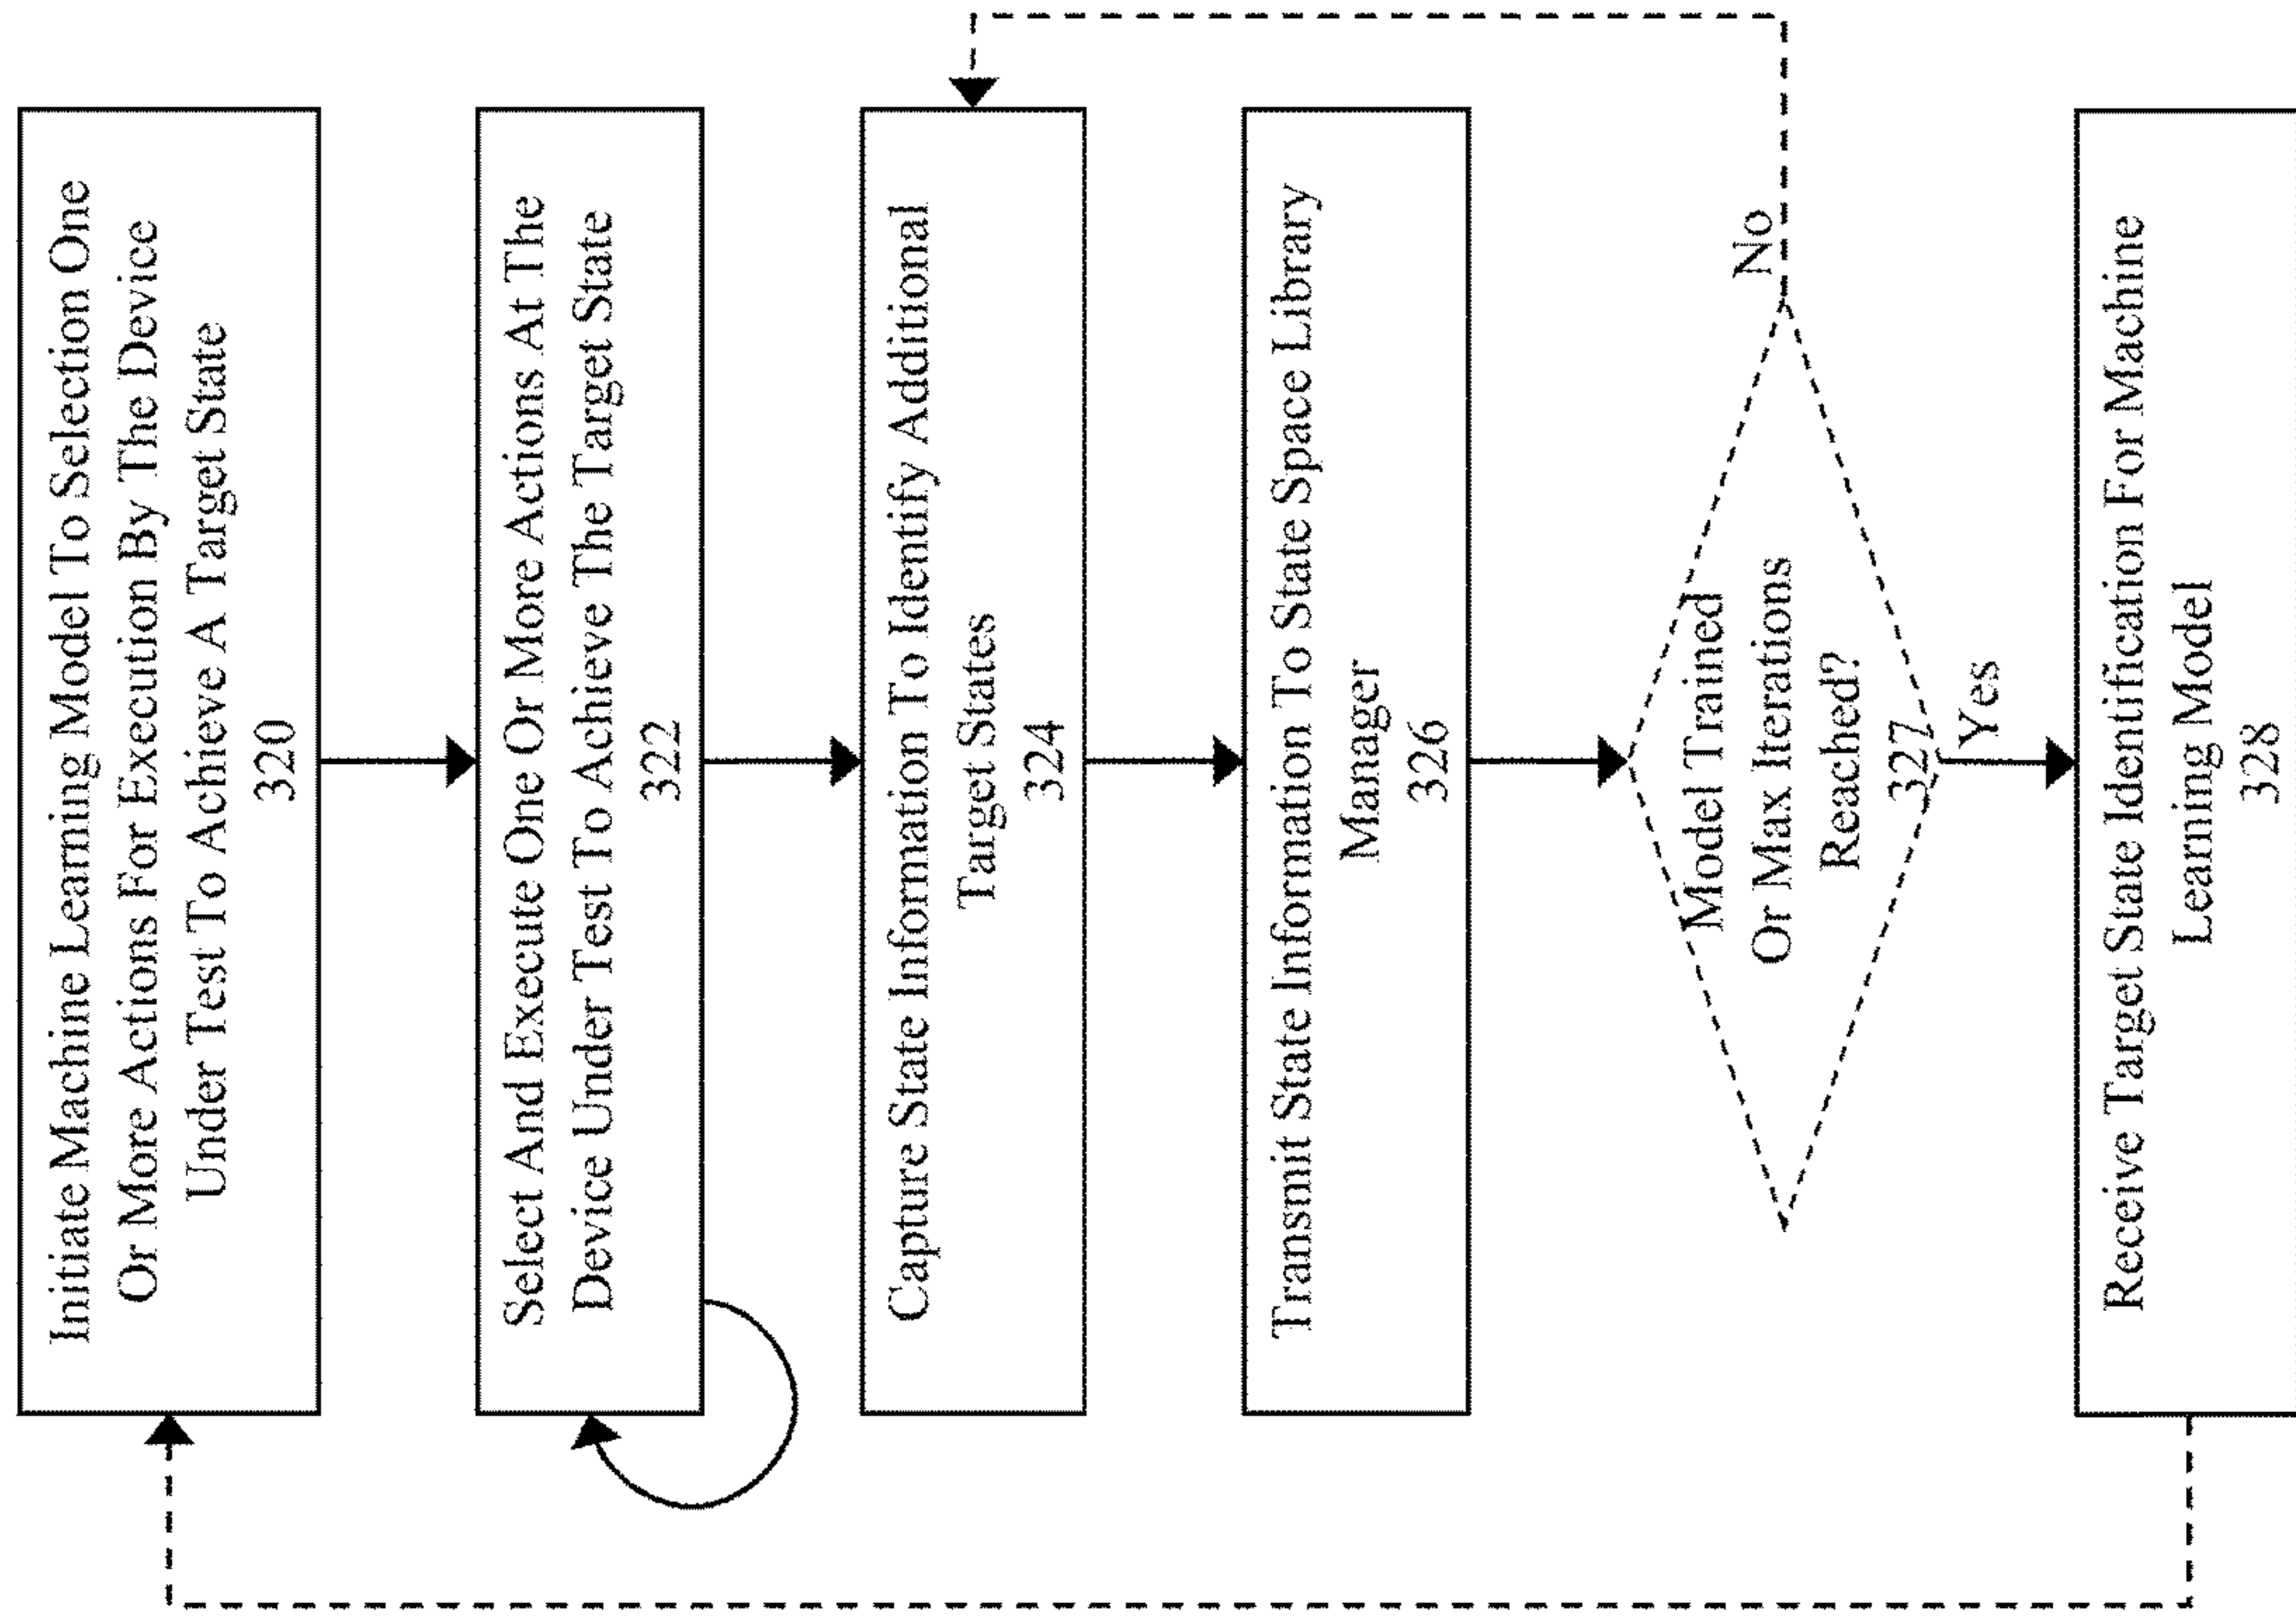 Initiate Machine Learning Model To Selection One
Or More Actions For Execution By The Device
Under Test To Achieve A Target State
320
Select And Execute One Or More Actions At The
Device Under Test To Achieve The Target State
322
Capture State Information To Identify Additional
Target States
324
Transmit State Information To State Space Library
Manager
326
Model Trained
Or Max Iterations
Reached?
327
No
Yes
Receive Target State Identification For Machine
Learning Model
328